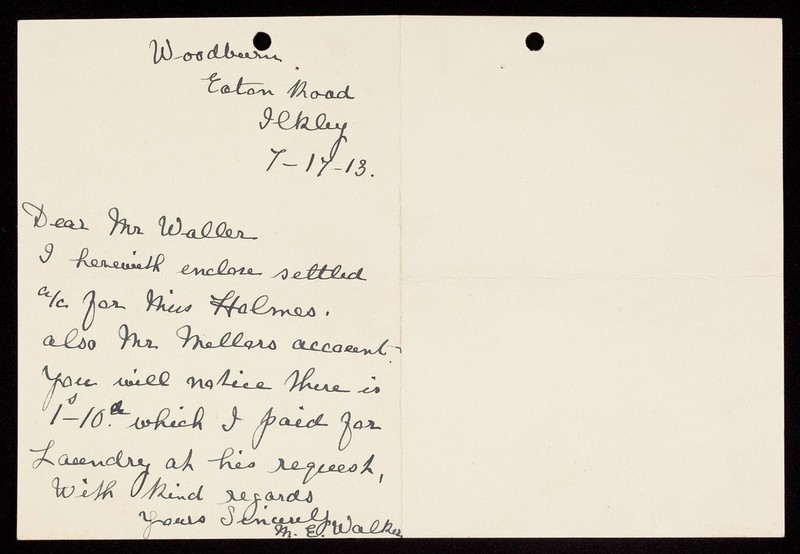 Woodburn.
Eaton Road
Ilkley
7-17-13.
Dear Mr Waller
I herewith enclose settled
a/c for Miss Holmes.
also Mr Mellars account.
You will notice there is
1s-10d. which I paid for
Laundry at his request,
With kind regards
Yours Sincerely
M. E. Walker